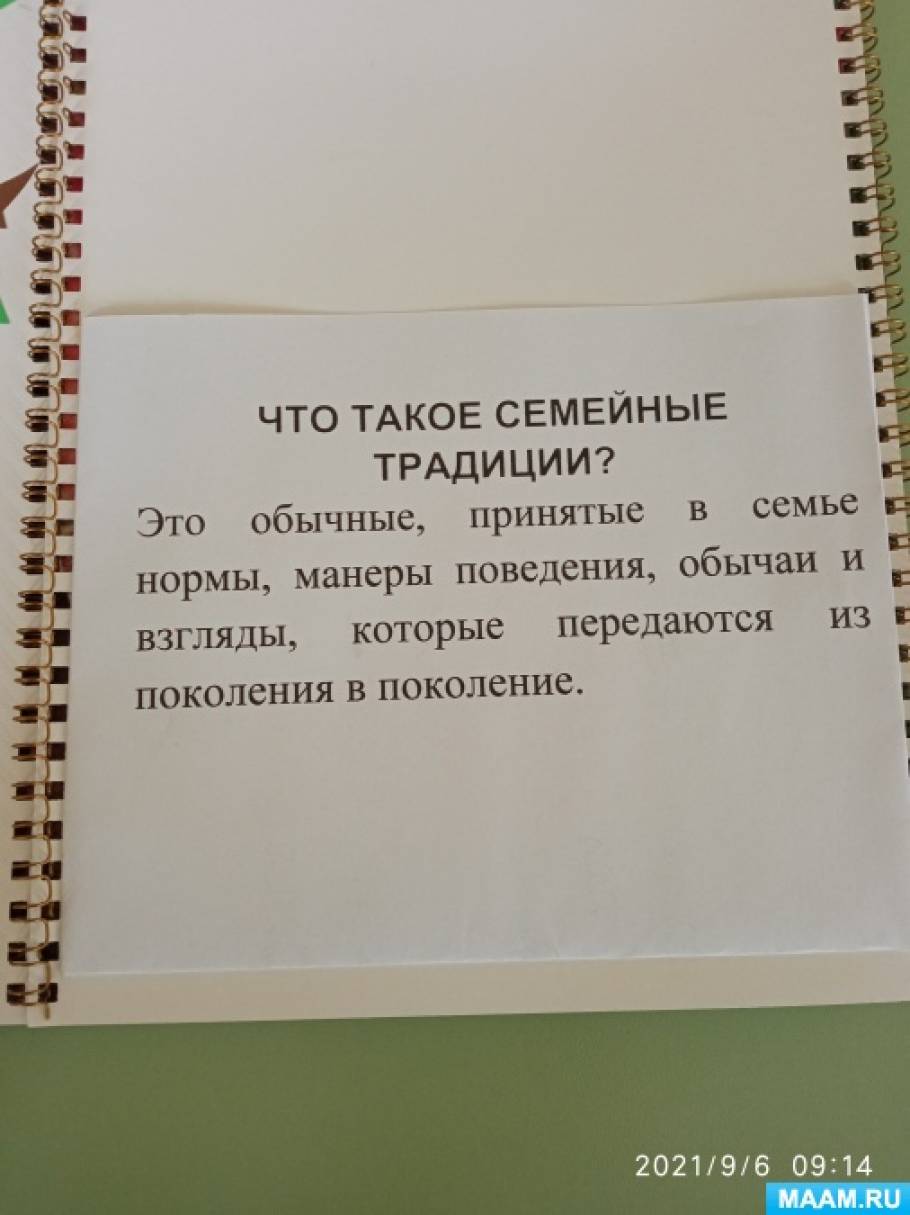 ЧТО ТАКОЕ СЕМЕЙНЫЕ
ТРАДИЦИИ?
Это обычные, принятые в семье
нормы, манеры поведения, обычаи и
взгляды, которые передаются из
поколения в поколение.
2021/9/6 09:14
MAAM.RU